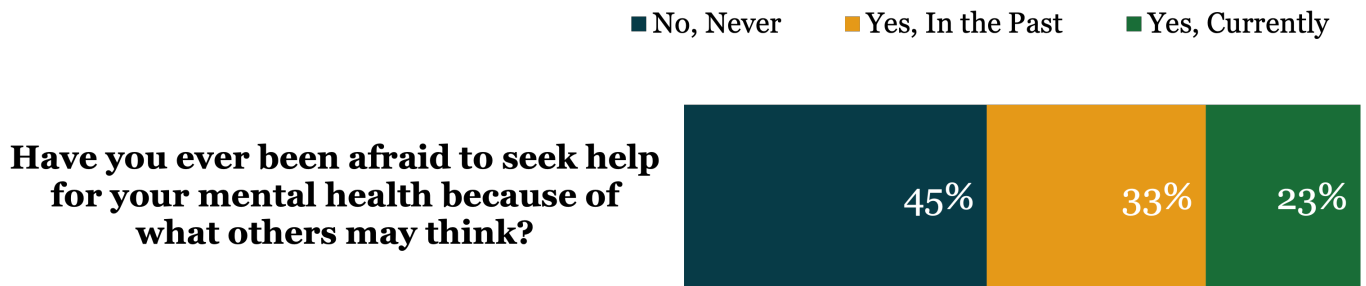 No, Never Yes, In the Past Yes, Currently
Have you ever been afraid to seek help
for your mental health because of
what others may think?
45% 33% 23%